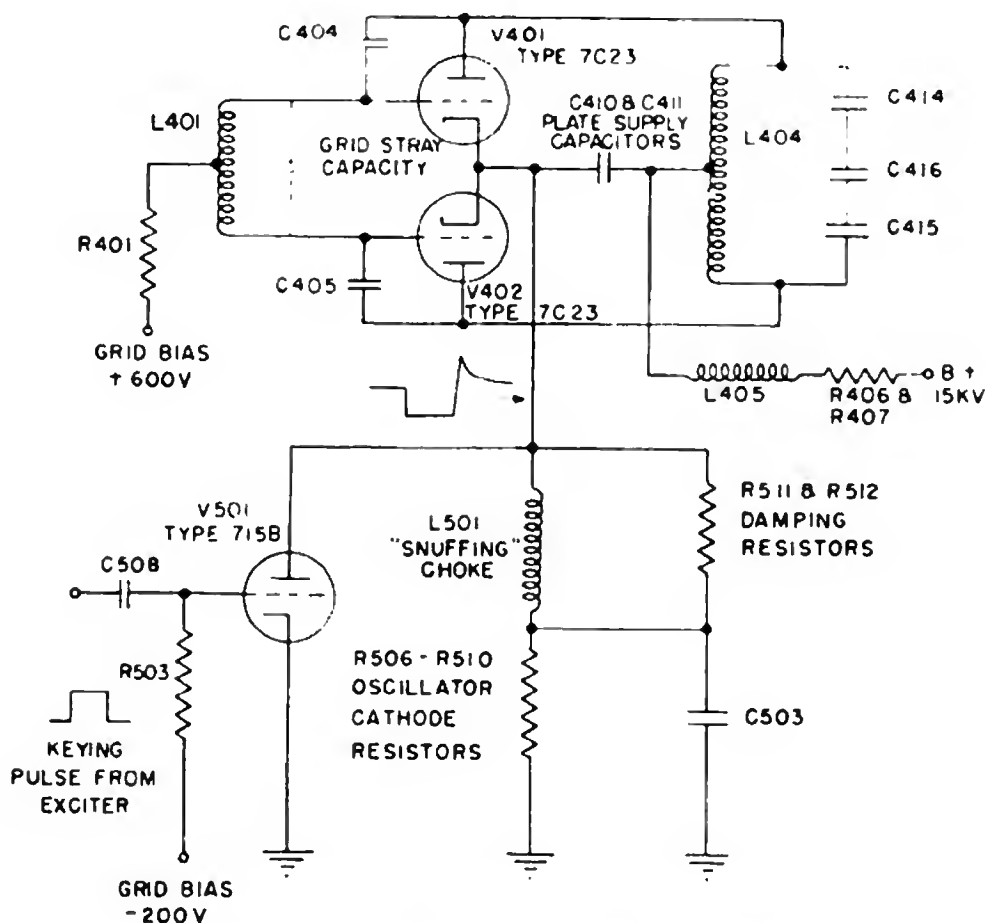 C404
V401
TYPE 7C23
L401
GRID STRAY
CAPACITY
C410 & C411
PLATE SUPPLY
CAPACITORS
L404
C414
C416
C415
R401
C405
V402
TYPE 7C23
GRID BIAS
+600V
L405
R406 &
R407
B +
15KV
V501
TYPE 715B
L501
"SNUFFING"
CHOKE
R511 & R512
DAMPING
RESISTORS
C508
R503
R506 - R510
OSCILLATOR
CATHODE
RESISTORS
C503
KEYING
PULSE FROM
EXCITER
GRID BIAS
-200V